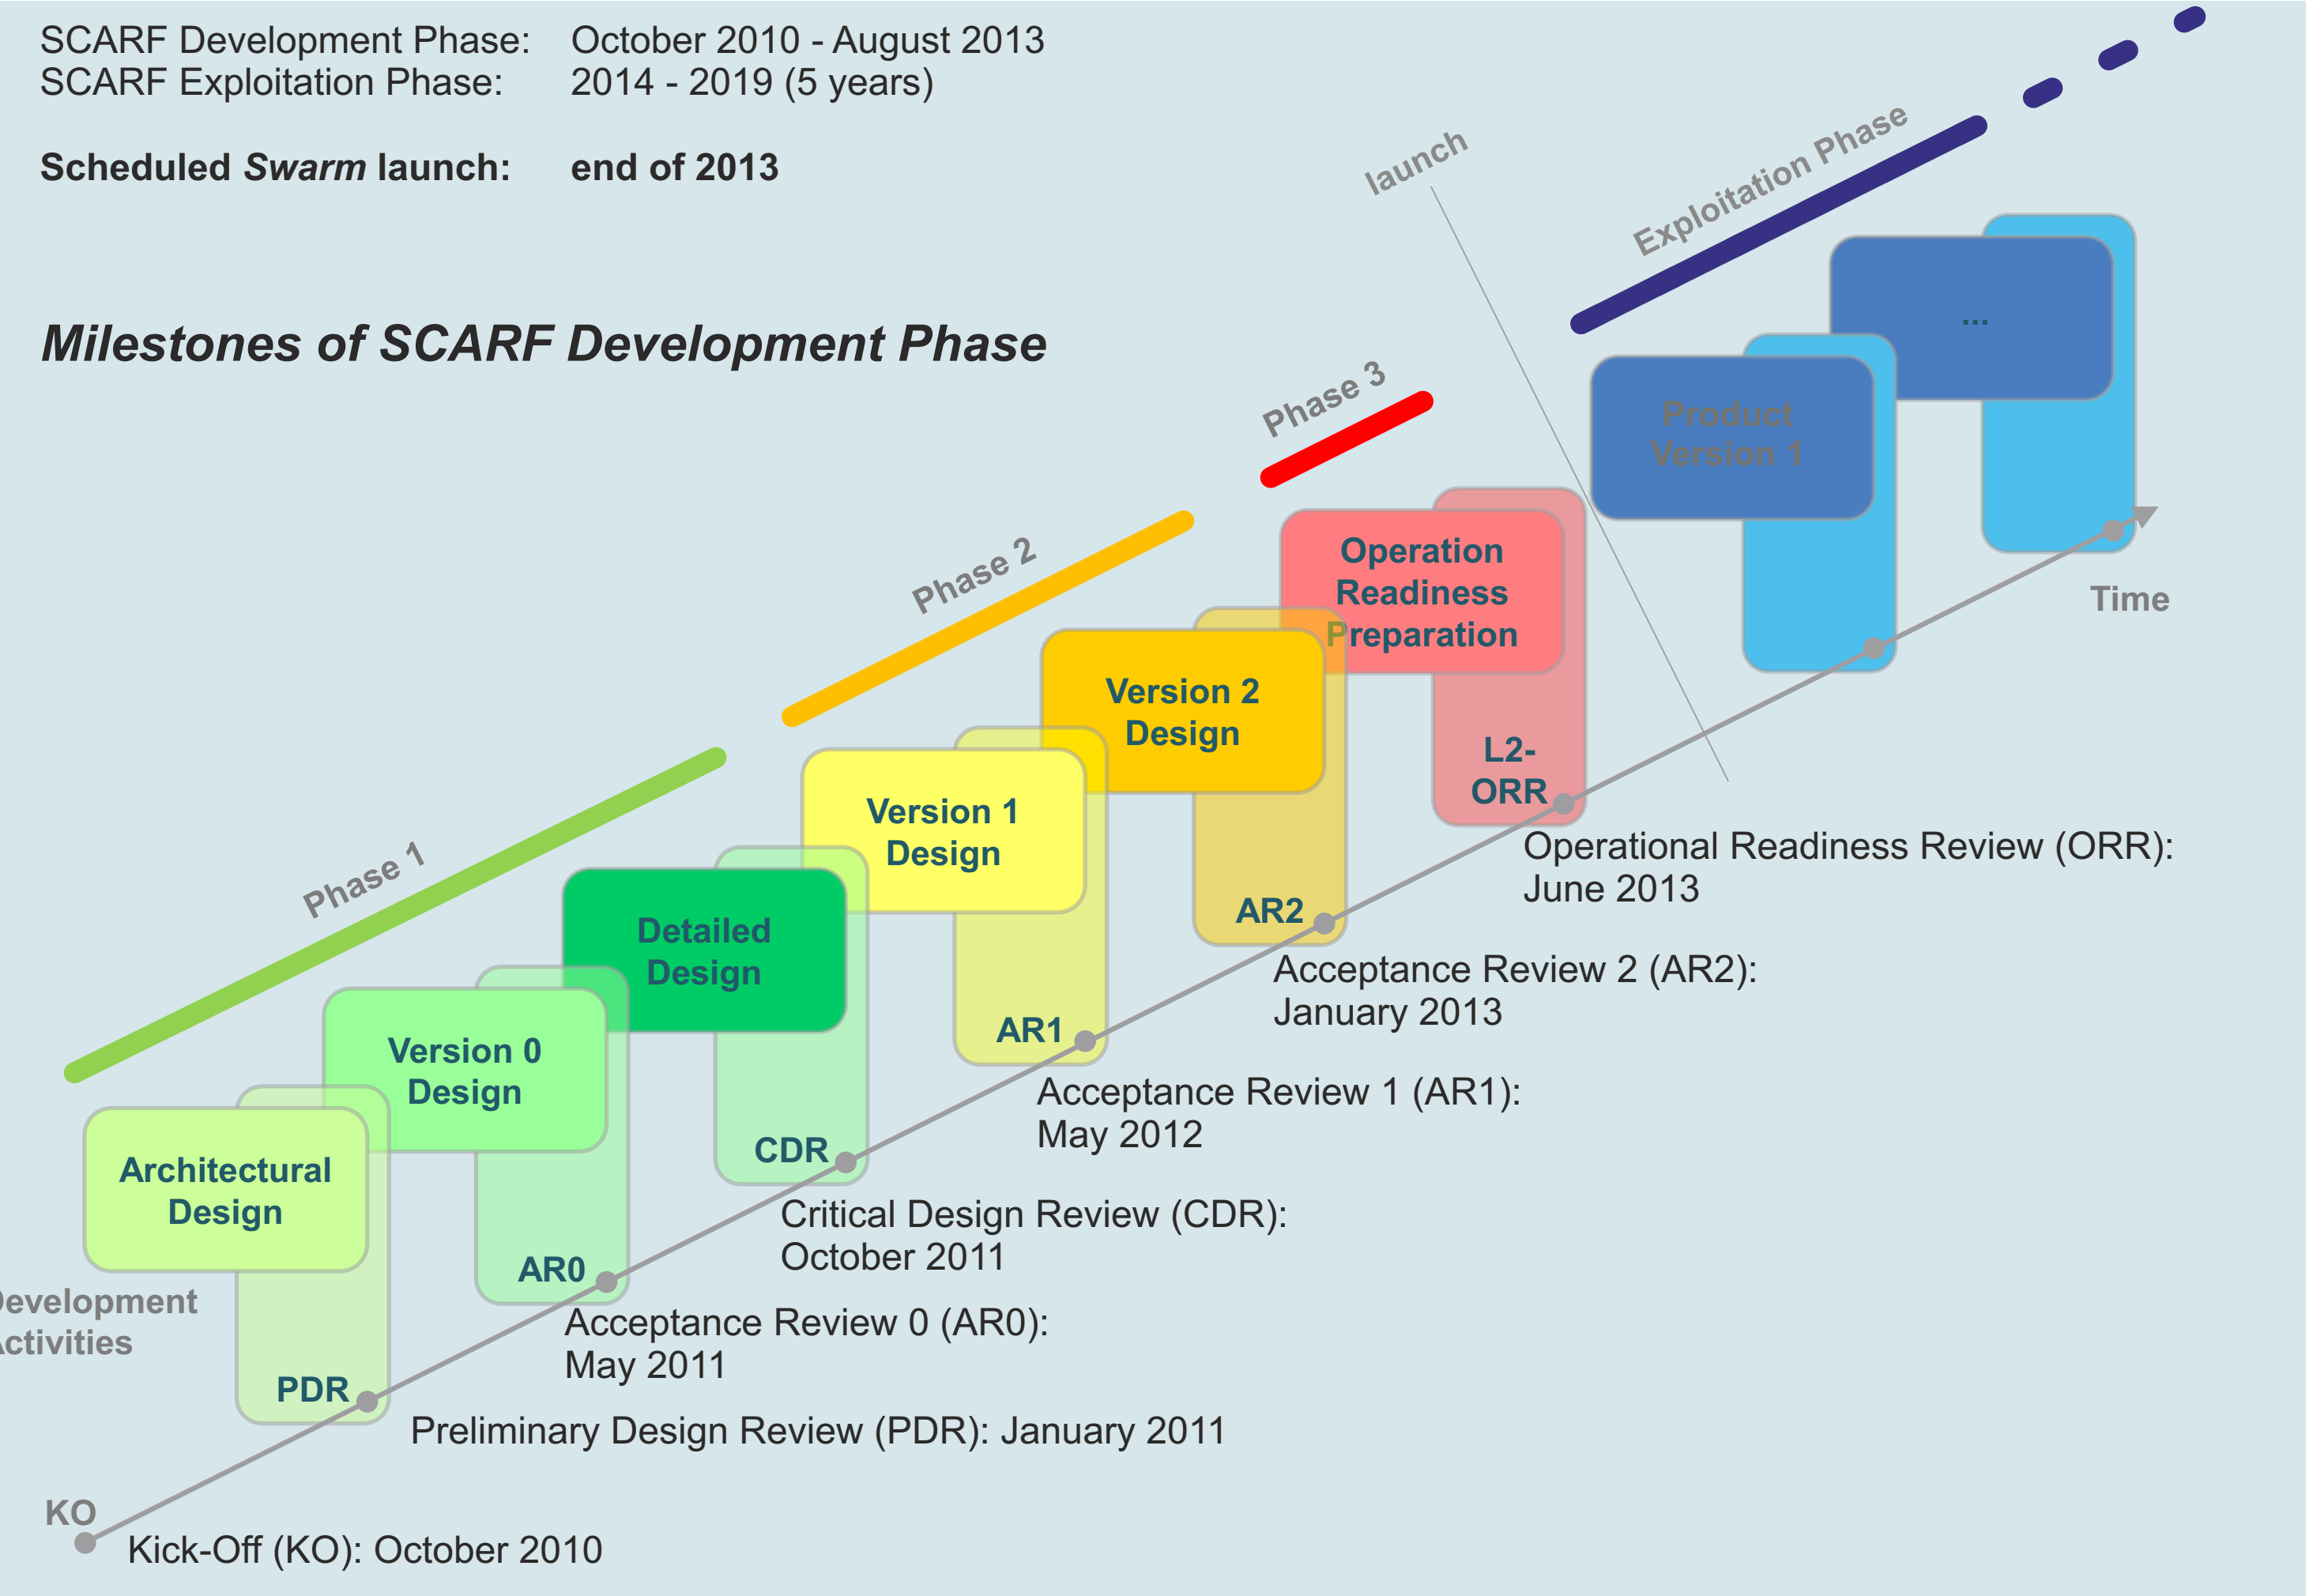 SCARF Development Phase: October 2010 - August 2013
SCARF Exploitation Phase: 2014 - 2019 (5 years)
Scheduled Swarm launch: end of 2013
Milestones of SCARF Development Phase
launch
Exploitation Phase
...
Product
Version 1
Time
Phase 3
Operation
Readiness
Preparation
L2-
ORR
Operational Readiness Review (ORR):
June 2013
Phase 2
Version 2
Design
AR2
Acceptance Review 2 (AR2):
January 2013
Version 1
Design
AR1
Acceptance Review 1 (AR1):
May 2012
Phase 1
Detailed
Design
CDR
Critical Design Review (CDR):
October 2011
Version 0
Design
AR0
Acceptance Review 0 (AR0):
May 2011
Architectural
Design
Development
Activities
PDR
Preliminary Design Review (PDR): January 2011
KO
Kick-Off (KO): October 2010